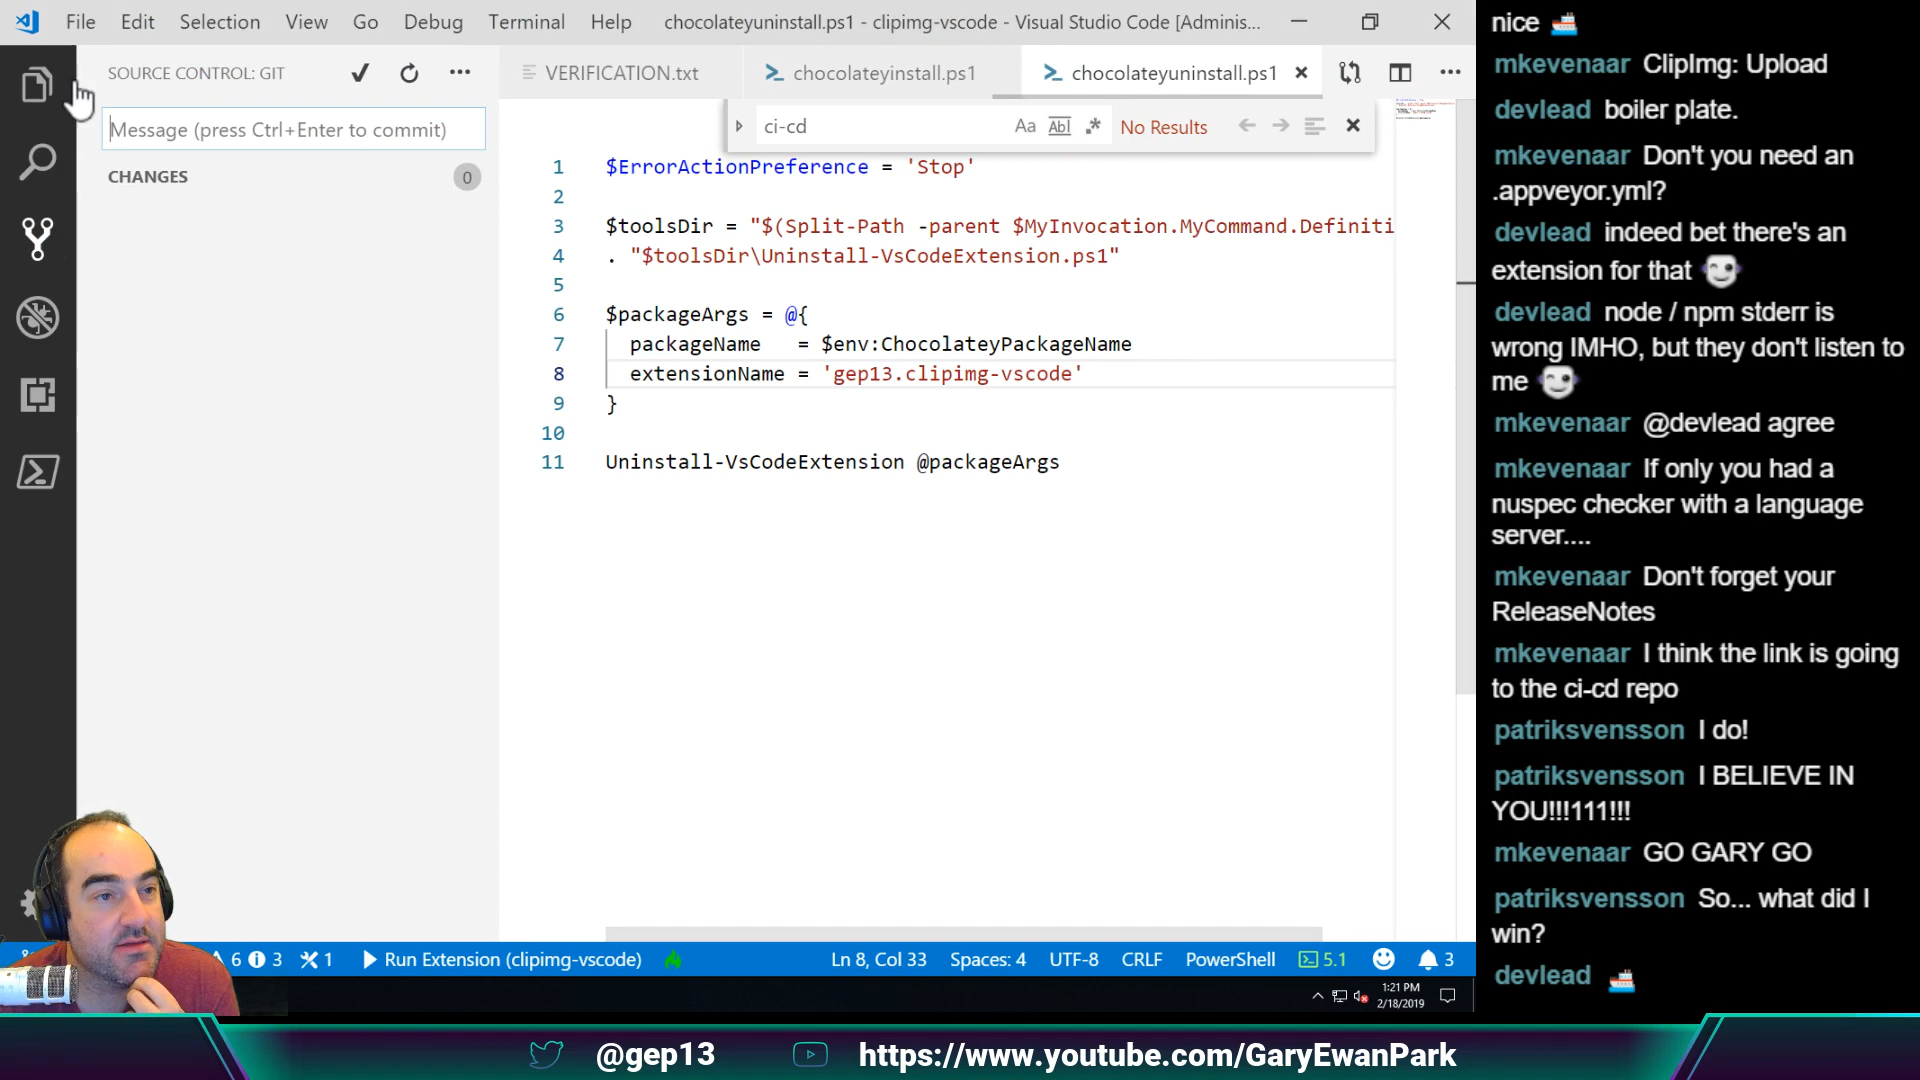 File Edit Selection View Go Debug Terminal Help chocolateyuninstall.ps1 - clipimg-vscode - Visual Studio Code [Adminis...
SOURCE CONTROL: GIT
VERIFICATION.txt chocolateyinstall.ps1 chocolateyuninstall.ps1
Message (press Ctrl+Enter to commit)
CHANGES 0
ci-cd Aa Abl .* No Results
1 $ErrorActionPreference = 'Stop'
2
3 $toolsDir = "$(Split-Path -parent $MyInvocation.MyCommand.Definiti
4 . "$toolsDir\Uninstall-VsCodeExtension.ps1"
5
6 $packageArgs = @{
7 packageName = $env:ChocolateyPackageName
8 extensionName = 'gep13.clipimg-vscode'
9 }
10
11 Uninstall-VsCodeExtension @packageArgs
6 3 1 Run Extension (clipimg-vscode) Ln 8, Col 33 Spaces: 4 UTF-8 CRLF PowerShell 5.1 3
1:21 PM
2/18/2019
nice
mkevenaar ClipImg: Upload
devlead boiler plate.
mkevenaar Don't you need an
.appveyor.yml?
devlead indeed bet there's an
extension for that
devlead node / npm stderr is
wrong IMHO, but they don't listen to
me
mkevenaar @devlead agree
mkevenaar If only you had a
nuspec checker with a language
server....
mkevenaar Don't forget your
ReleaseNotes
mkevenaar I think the link is going
to the ci-cd repo
patriksvensson I do!
patriksvensson I BELIEVE IN
YOU!!!111!!!
mkevenaar GO GARY GO
patriksvensson So... what did I
win?
devlead
@gep13 https://www.youtube.com/GaryEwanPark